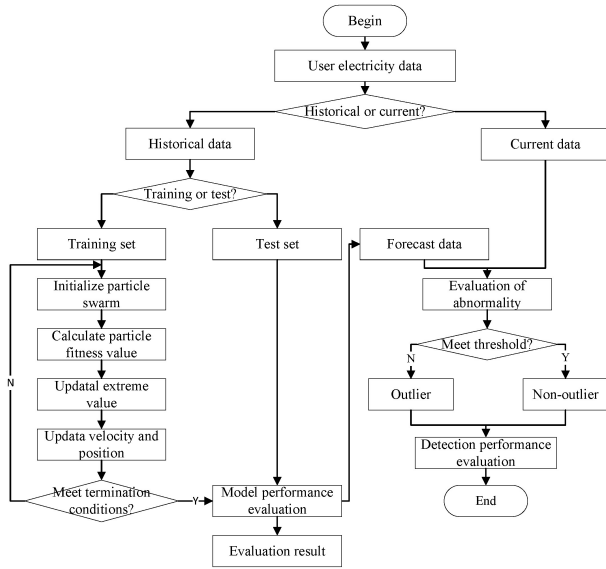 Begin
User electricity data
Historical or current?
Historical data
Current data
Training or test?
Training set
Test set
Forecast data
Initialize particle
swarm
Evaluation of
abnormality
Calculate particle
fitness value
Meet threshold?
N
Y
N
Updatal extreme
value
Outlier
Non-outlier
Updata velocity and
position
Detection performance
evaluation
Meet termination
conditions?
Y
Model performance
evaluation
End
Evaluation result